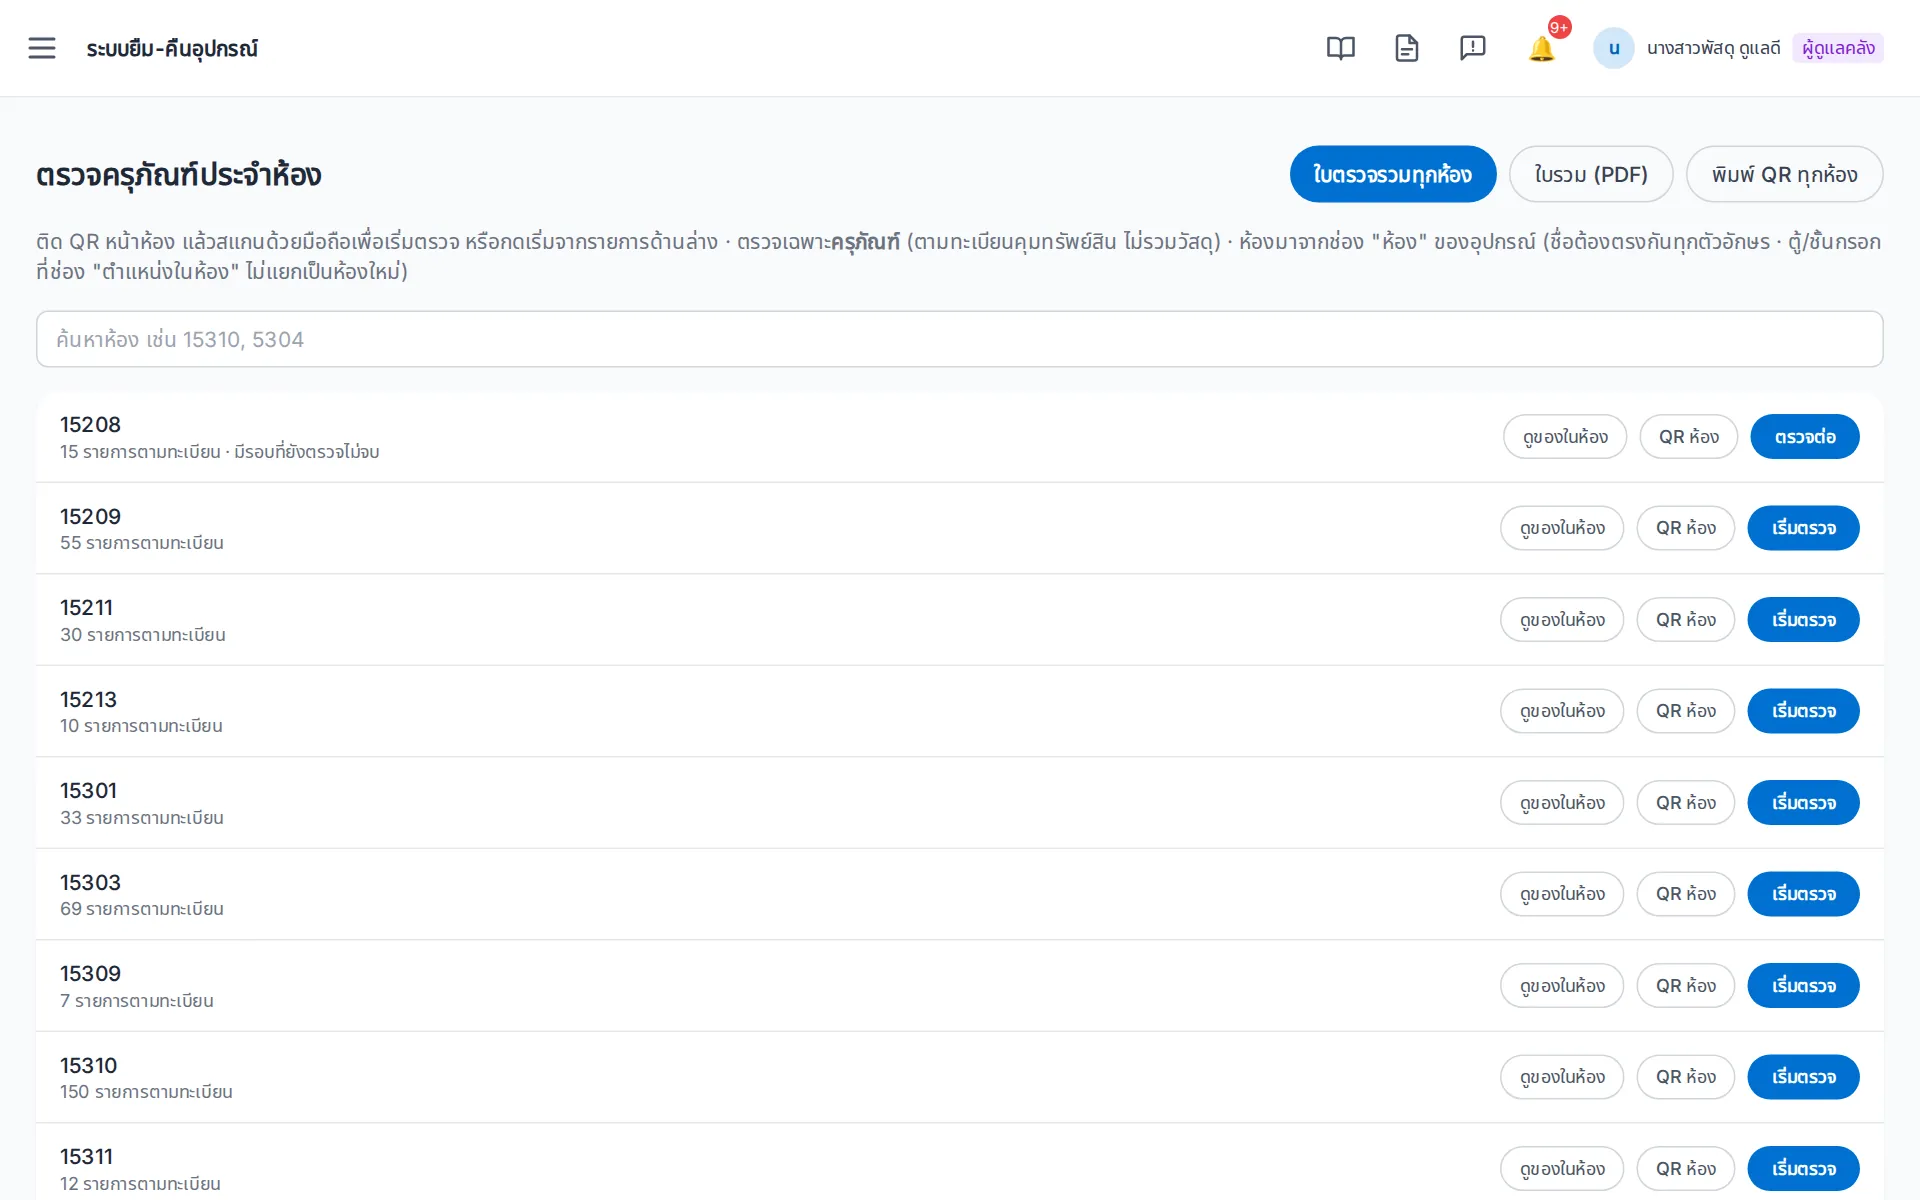 ระบบยืม-คืนอุปกรณ์
9+
น
นางสาวพัสดุ ดูแลดี
ผู้ดูแลคลัง
ตรวจครุภัณฑ์ประจำห้อง
ใบตรวจรวมทุกห้อง
ใบรวม (PDF)
พิมพ์ QR ทุกห้อง
ติด QR หน้าห้อง แล้วสแกนด้วยมือถือเพื่อเริ่มตรวจ หรือกดเริ่มจากรายการด้านล่าง · ตรวจเฉพาะครุภัณฑ์ (ตามทะเบียนคุมทรัพย์สิน ไม่รวมวัสดุ) · ห้องมาจากช่อง "ห้อง" ของอุปกรณ์ (ชื่อต้องตรงกันทุกตัวอักษร · ตู้/ชั้นกรอก
ที่ช่อง "ตำแหน่งในห้อง" ไม่แยกเป็นห้องใหม่)
ค้นหาห้อง เช่น 15310, 5304
15208
15 รายการตามทะเบียน · มีรอบที่ยังตรวจไม่จบ
ดูของในห้อง
QR ห้อง
ตรวจต่อ
15209
55 รายการตามทะเบียน
ดูของในห้อง
QR ห้อง
เริ่มตรวจ
15211
30 รายการตามทะเบียน
ดูของในห้อง
QR ห้อง
เริ่มตรวจ
15213
10 รายการตามทะเบียน
ดูของในห้อง
QR ห้อง
เริ่มตรวจ
15301
33 รายการตามทะเบียน
ดูของในห้อง
QR ห้อง
เริ่มตรวจ
15303
69 รายการตามทะเบียน
ดูของในห้อง
QR ห้อง
เริ่มตรวจ
15309
7 รายการตามทะเบียน
ดูของในห้อง
QR ห้อง
เริ่มตรวจ
15310
150 รายการตามทะเบียน
ดูของในห้อง
QR ห้อง
เริ่มตรวจ
15311
12 รายการตามทะเบียน
ดูของในห้อง
QR ห้อง
เริ่มตรวจ